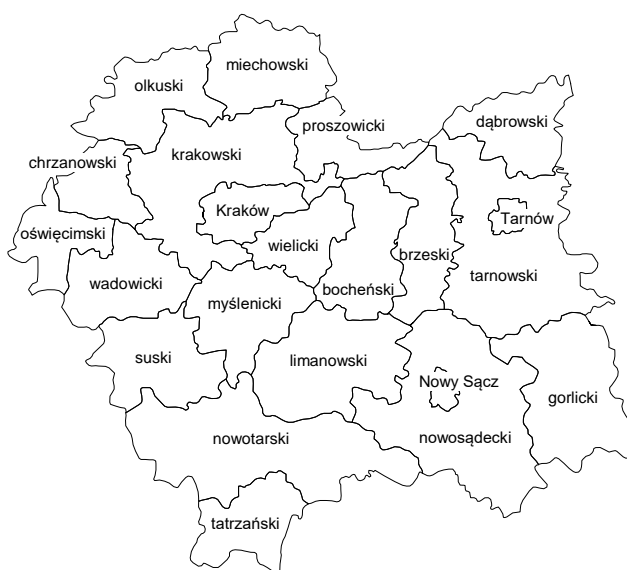 miechowski
olkuski
dąbrowski
proszowicki
krakowski
chrzanowski
Kraków
Tarnów
oświęcimski
wielicki
brzeski
tarnowski
wadowicki
bocheński
myślenicki
suski
limanowski
Nowy Sącz
gorlicki
nowotarski
nowosądecki
tatrzański